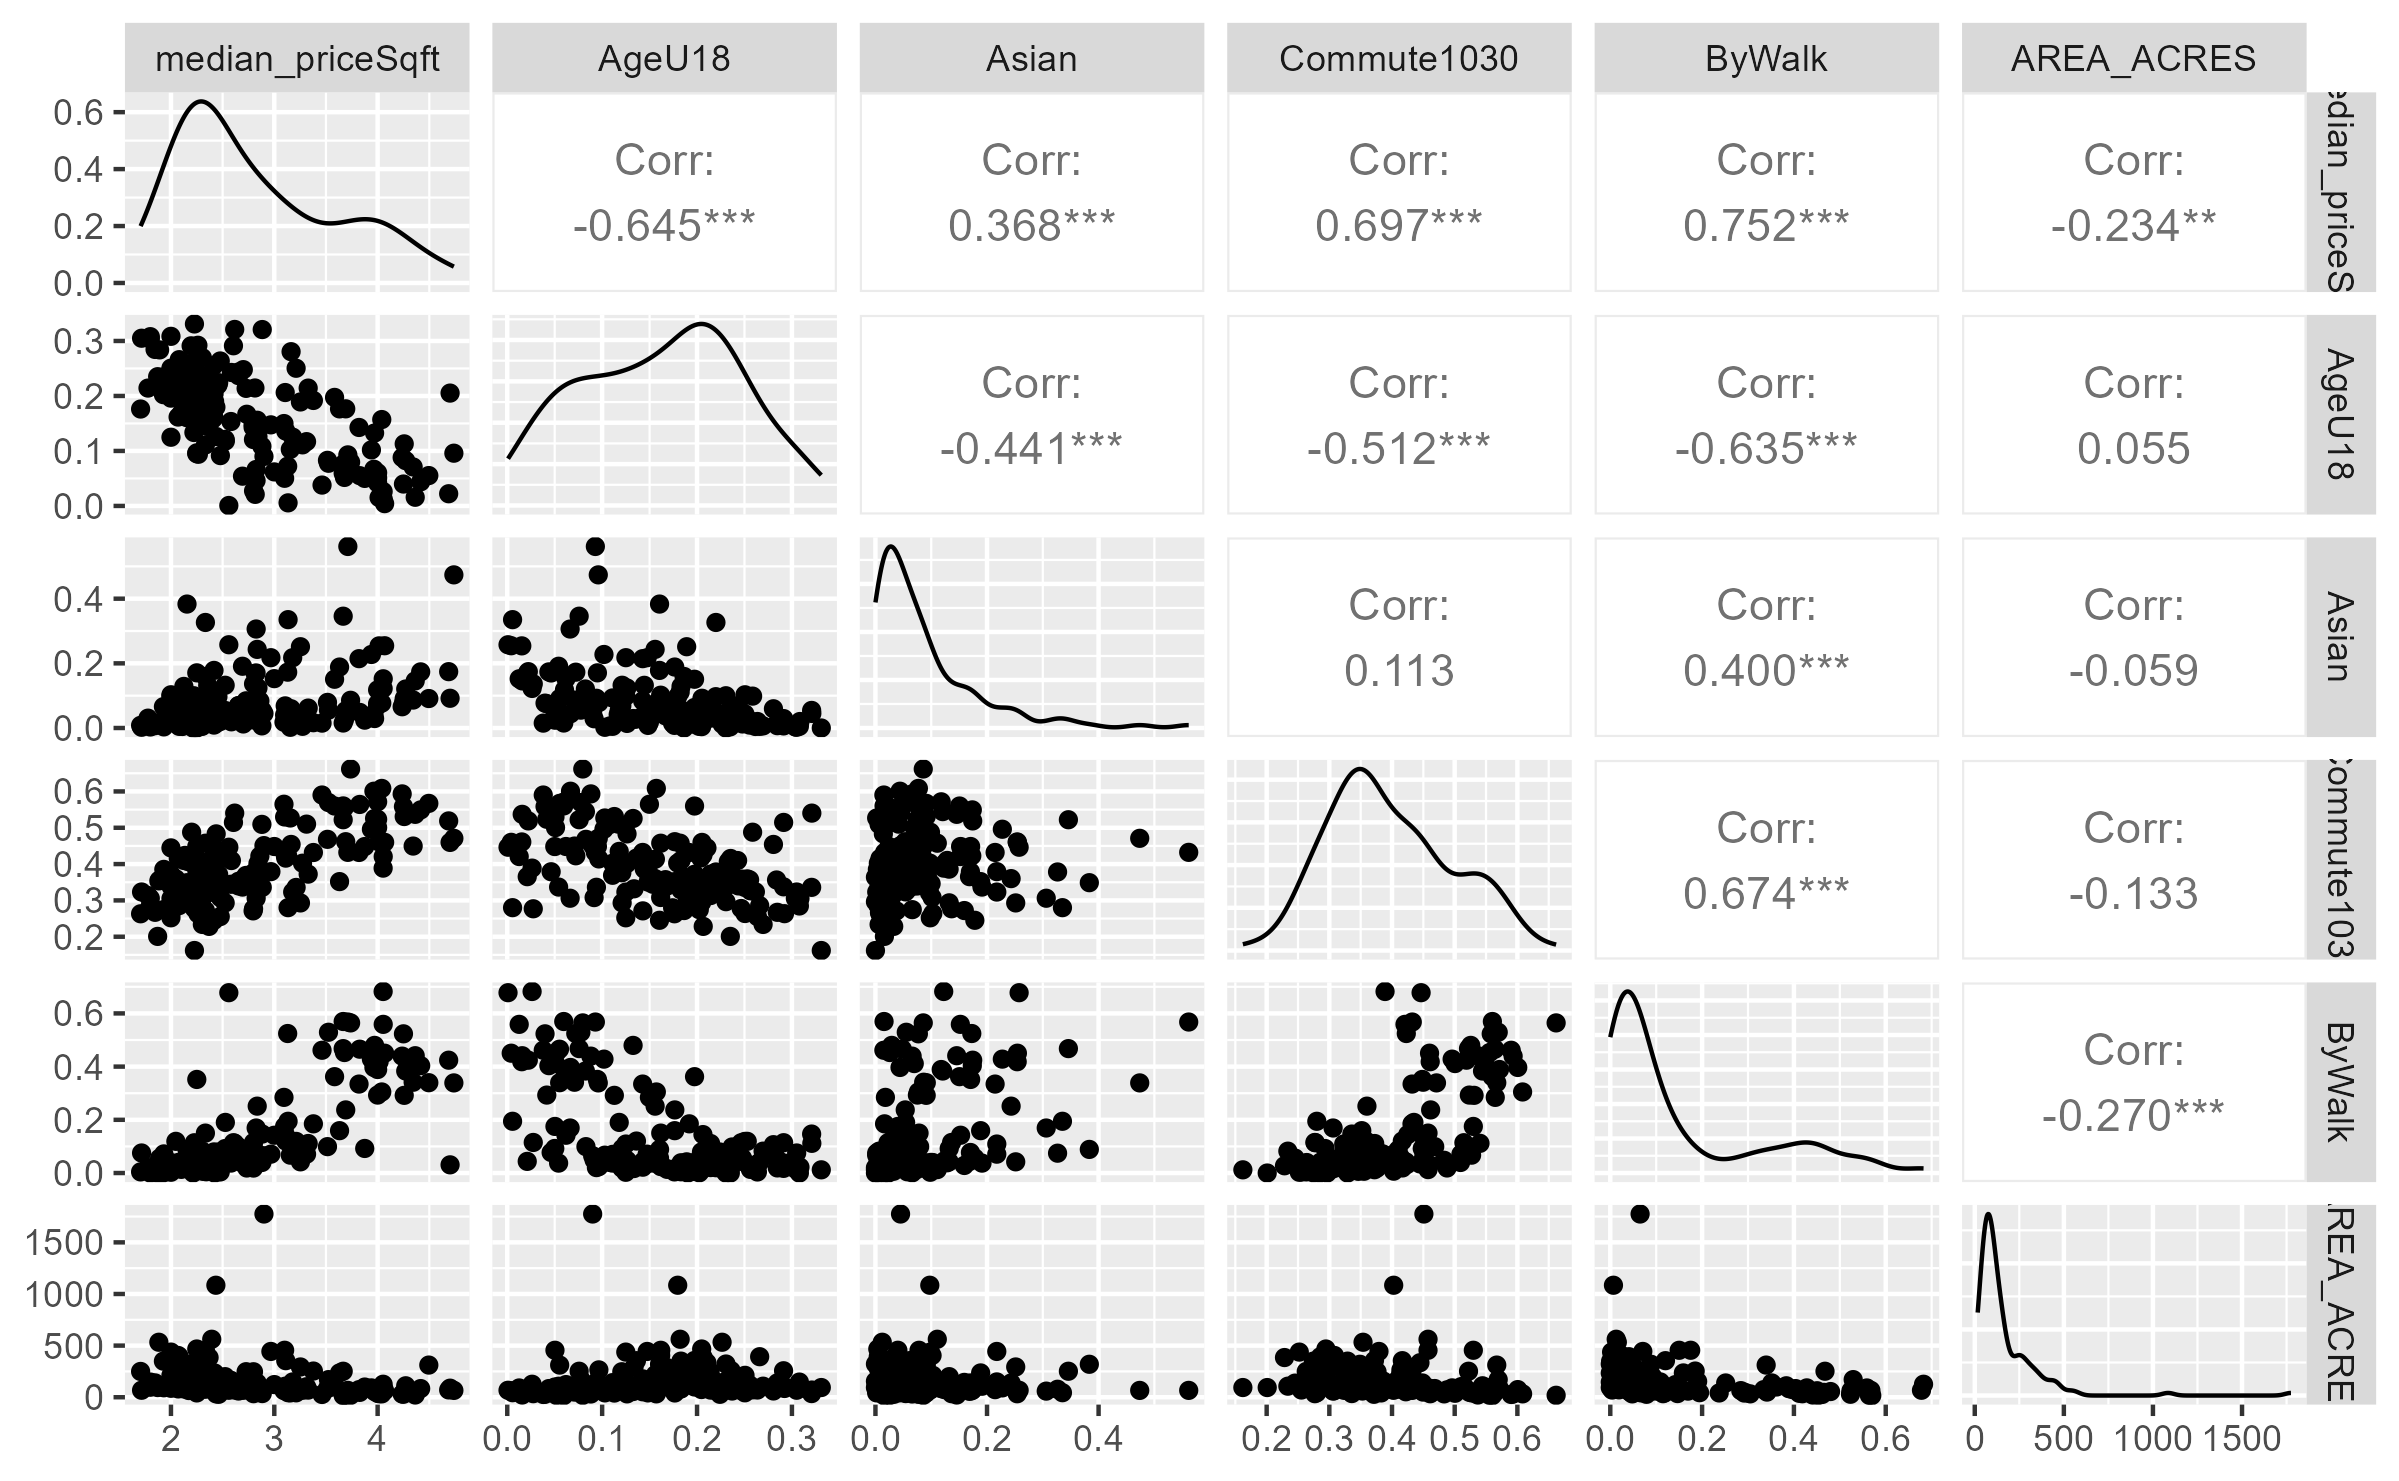 median_priceSqft AgeU18 Asian Commute1030 ByWalk AREA_ACRES
0.6
0.4
0.2
0.0
Corr:
-0.645***
Corr:
0.368***
Corr:
0.697***
Corr:
0.752***
Corr:
-0.234**
edian_priceS
0.3
0.2
0.1
0.0
Corr:
-0.441***
Corr:
-0.512***
Corr:
-0.635***
Corr:
0.055
AgeU18
0.4
0.2
0.0
Corr:
0.113
Corr:
0.400***
Corr:
-0.059
Asian
0.6
0.5
0.4
0.3
0.2
Corr:
0.674***
Corr:
-0.133
Commute103
0.6
0.4
0.2
0.0
Corr:
-0.270***
ByWalk
1500
1000
500
0
REA_ACRE
2 3 4 0.0 0.1 0.2 0.3 0.0 0.2 0.4 0.2 0.3 0.4 0.5 0.6 0.0 0.2 0.4 0.6 0 500 1000 1500